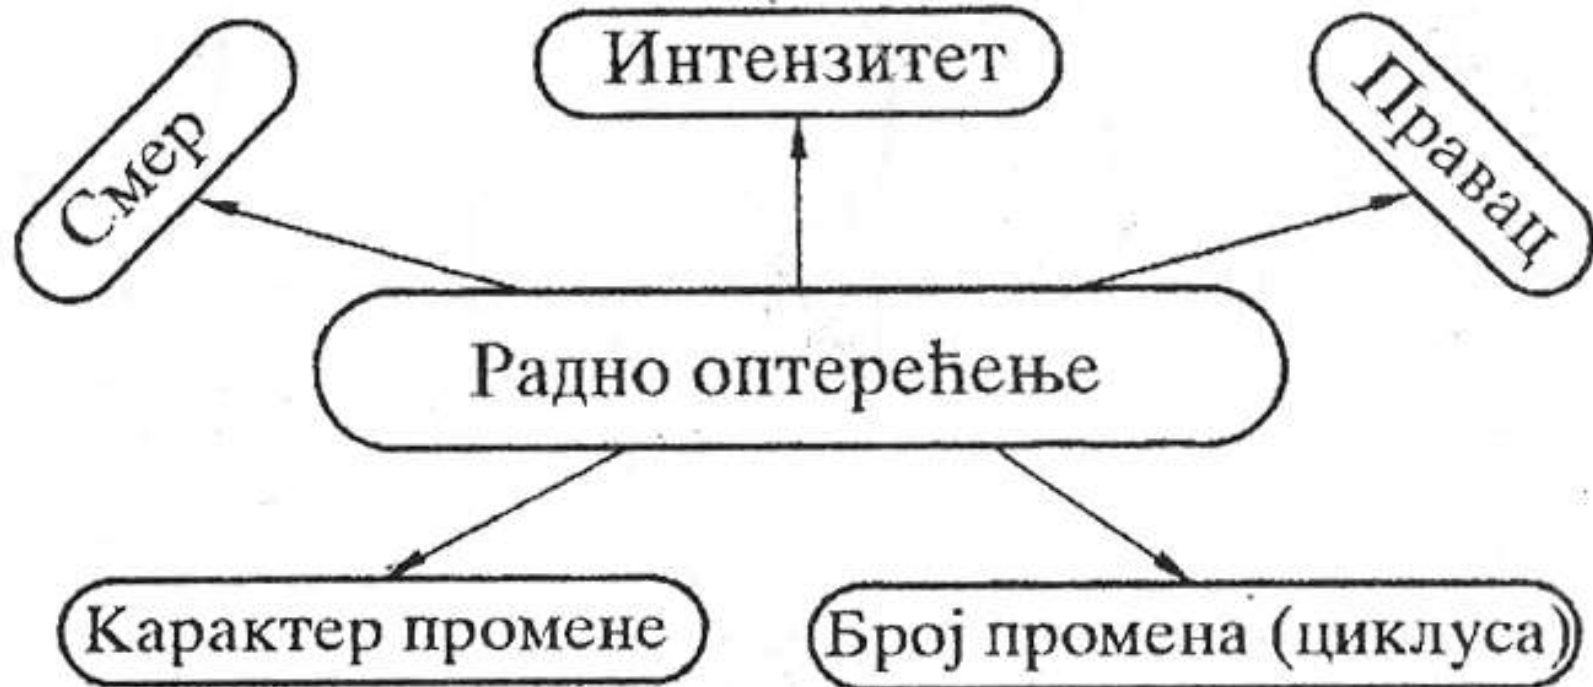 Смер
Интензитет
Правац
Радно оптерећење
Карактер промене
Број промена (циклуса)